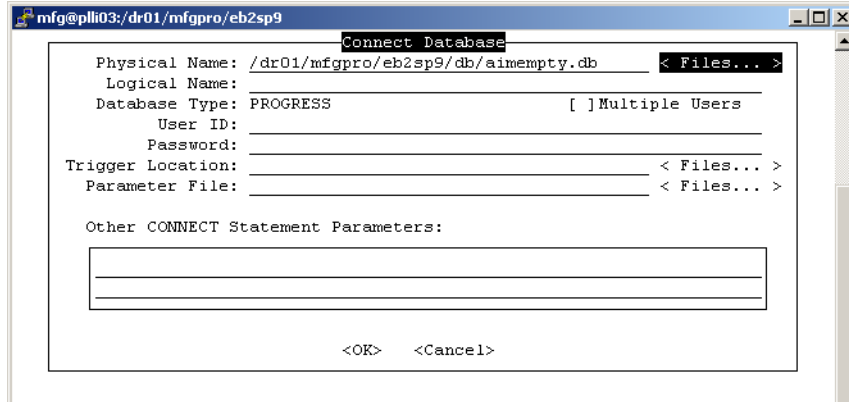 mfg@plli03:/dr01/mfgpro/eb2sp9
Connect Database
Physical Name: /dr01/mfgpro/eb2sp9/db/aimempty.db < Files... >
Logical Name:
Database Type: PROGRESS [ ]Multiple Users
User ID:
Password:
Trigger Location: < Files... >
Parameter File: < Files... >
Other CONNECT Statement Parameters:
<OK> <Cancel>